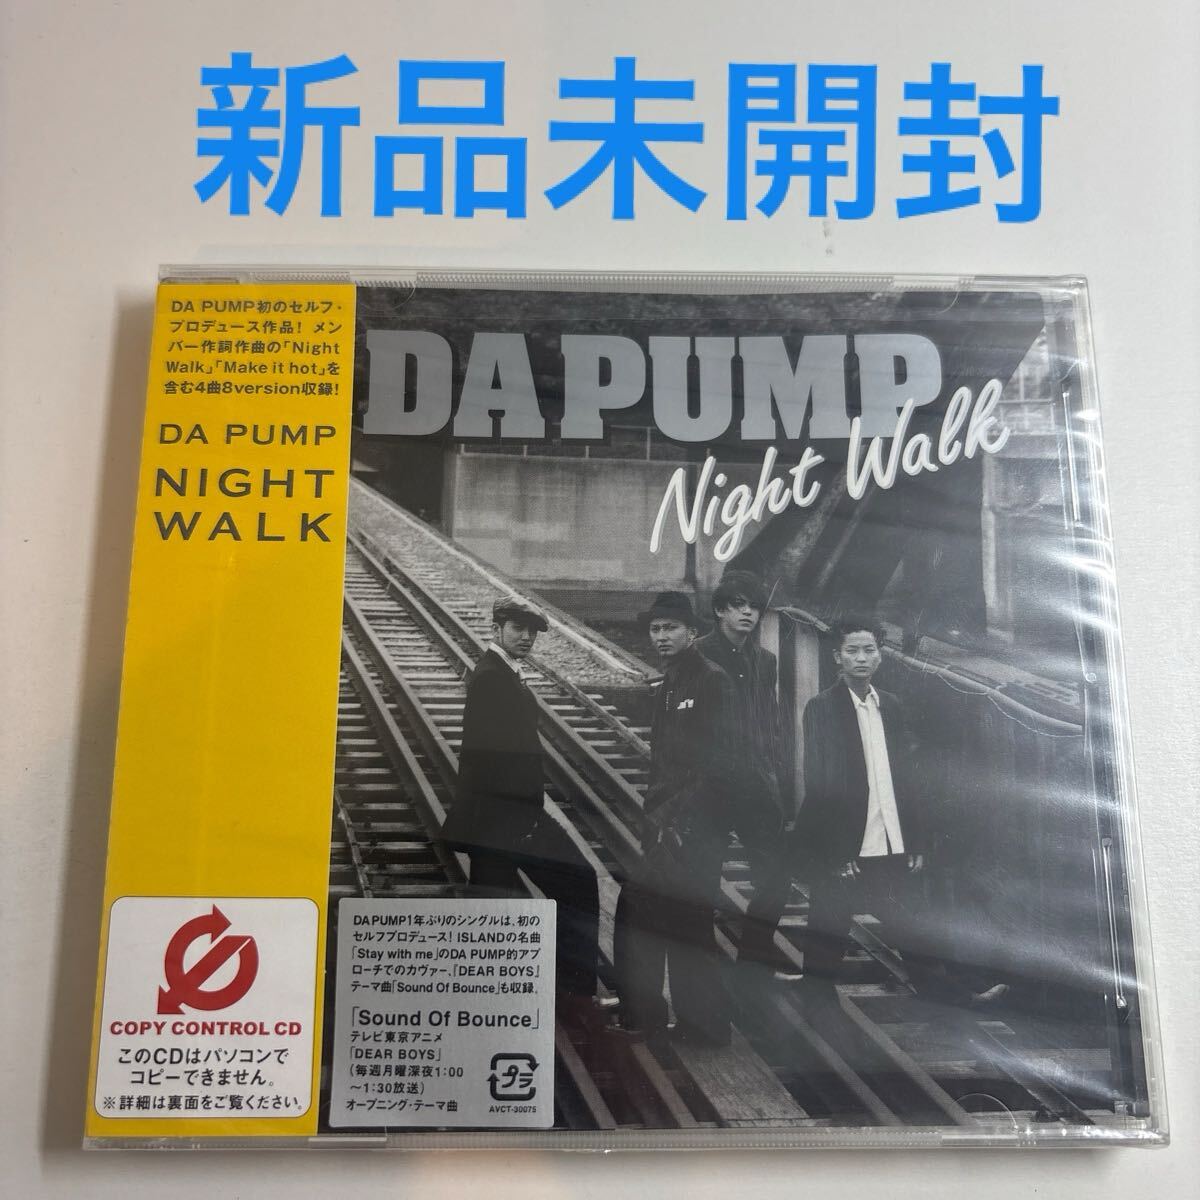 新品未開封
DA PUMP初のセルフ・
プロデュース作品! メン
バー作詞作曲の「Night
Walk」「Make it hot」を
含む4曲8version収録!
DA PUMP
NIGHT
WALK
DA PUMP
Night Walk
COPY CONTROL CD
このCDはパソコンで
コピーできません。
※詳細は裏面をご覧ください。
DA PUMP1年ぶりのシングルは、初の
セルフプロデュース! ISLANDの名曲
「Stay with me」のDA PUMP的アプ
ローチでのカヴァー、『DEAR BOYS』
テーマ曲「Sound Of Bounce」も収録。
「Sound Of Bounce」
テレビ東京アニメ
「DEAR BOYS」
(毎週月曜深夜1:00
〜1:30放送)
オープニング・テーマ曲
プラ
AVCT-30075